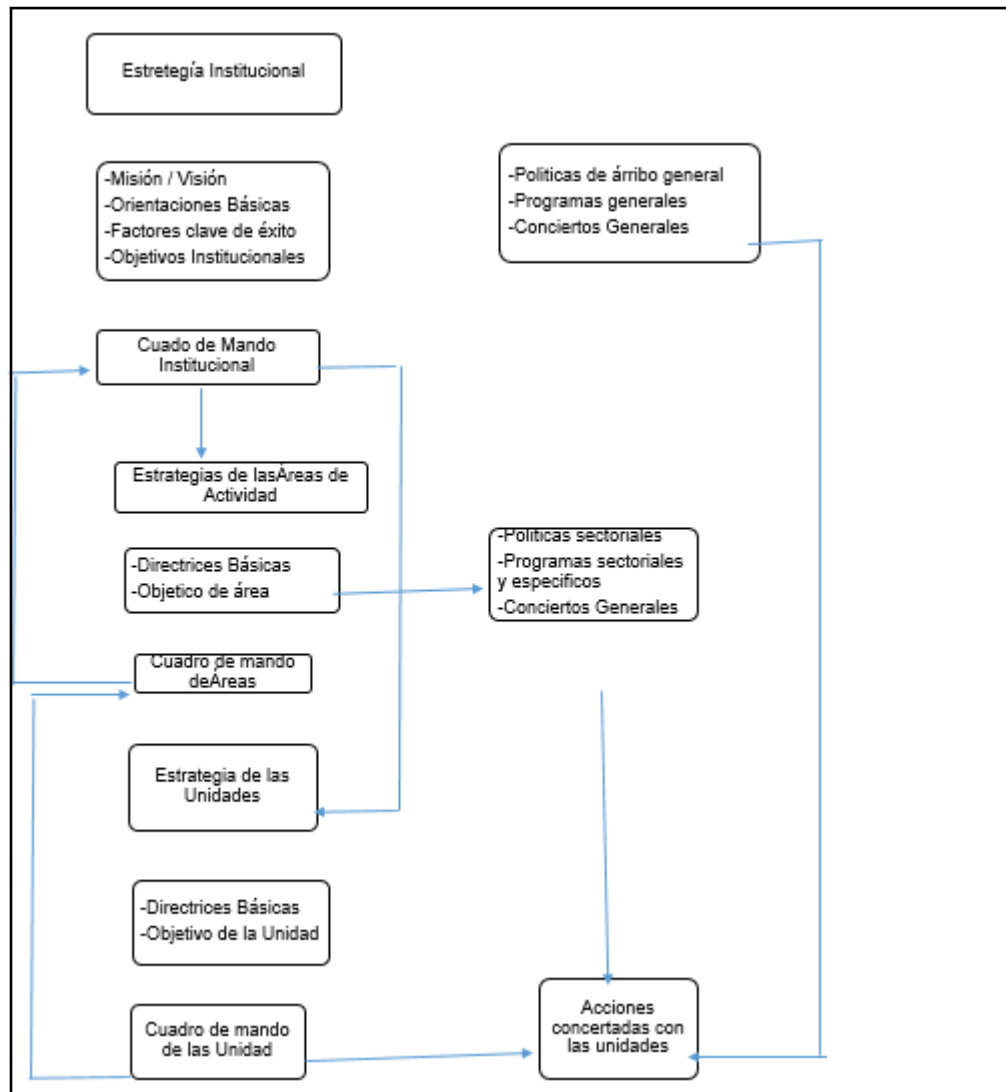 Estretegía Institucional
-Misión / Visión
-Orientaciones Básicas
-Factores clave de éxito
-Objetivos Institucionales
-Politicas de árribo general
-Programas generales
-Conciertos Generales
Cuado de Mando
Institucional
Estrategias de lasÁreas de
Actividad
-Directrices Básicas
-Objetico de área
-Políticas sectoriales
-Programas sectoriales
y especificos
-Conciertos Generales
Cuadro de mando
deÁreas
Estrategia de las
Unidades
-Directrices Básicas
-Objetivo de la Unidad
Cuadro de mando
de las Unidad
Acciones
concertadas con
las unidades